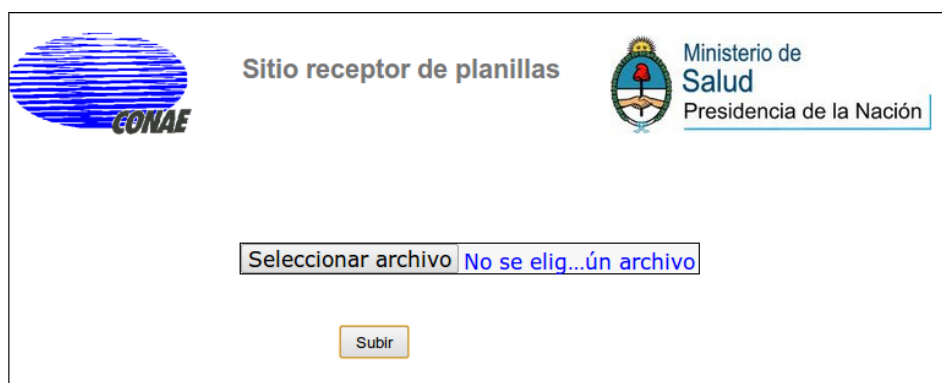 CONAE
Sitio receptor de planillas
Ministerio de
Salud
Presidencia de la Nación
Seleccionar archivo No se elig...ún archivo
Subir